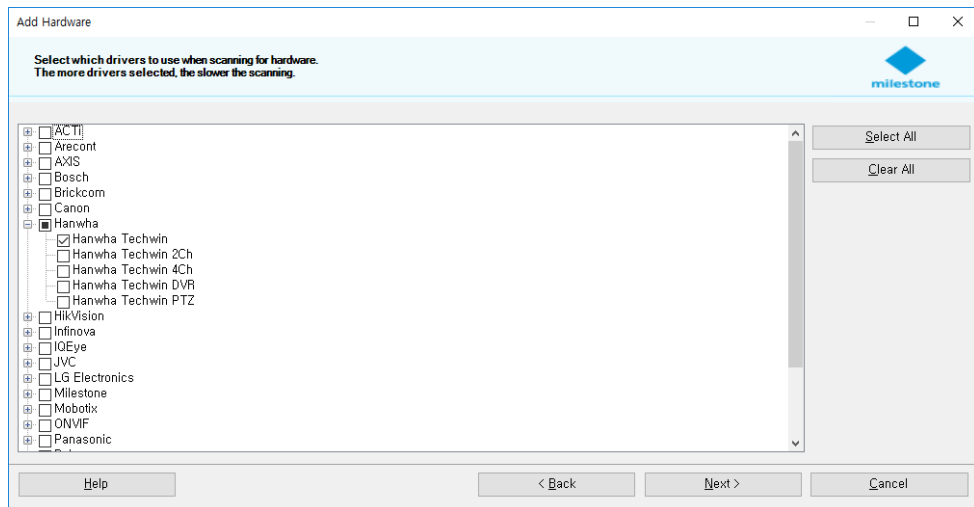 Add Hardware
Select which drivers to use when scanning for hardware.
The more drivers selected, the slower the scanning.
milestone
ACTi
Arecont
AXIS
Bosch
Brickcom
Canon
Hanwha
Hanwha Techwin
Hanwha Techwin 2Ch
Hanwha Techwin 4Ch
Hanwha Techwin DVR
Hanwha Techwin PTZ
HikVision
Infinova
IQEye
JVC
LG Electronics
Milestone
Mobotix
ONVIF
Panasonic
Select All
Clear All
Help
< Back
Next >
Cancel